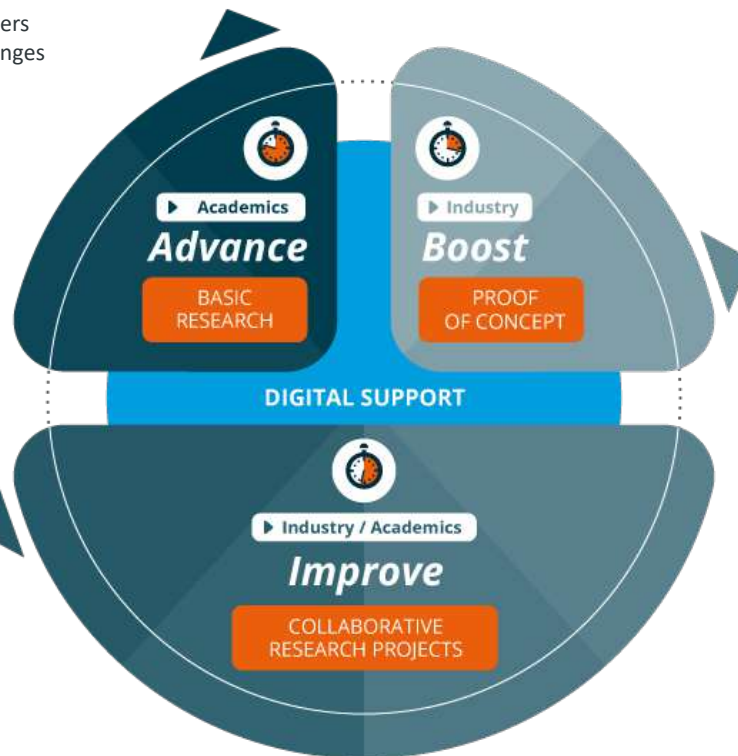 ers
nges
Academics
Advance
BASIC
RESEARCH
Industry
Boost
PROOF
OF CONCEPT
DIGITAL SUPPORT
Industry / Academics
Improve
COLLABORATIVE
RESEARCH PROJECTS